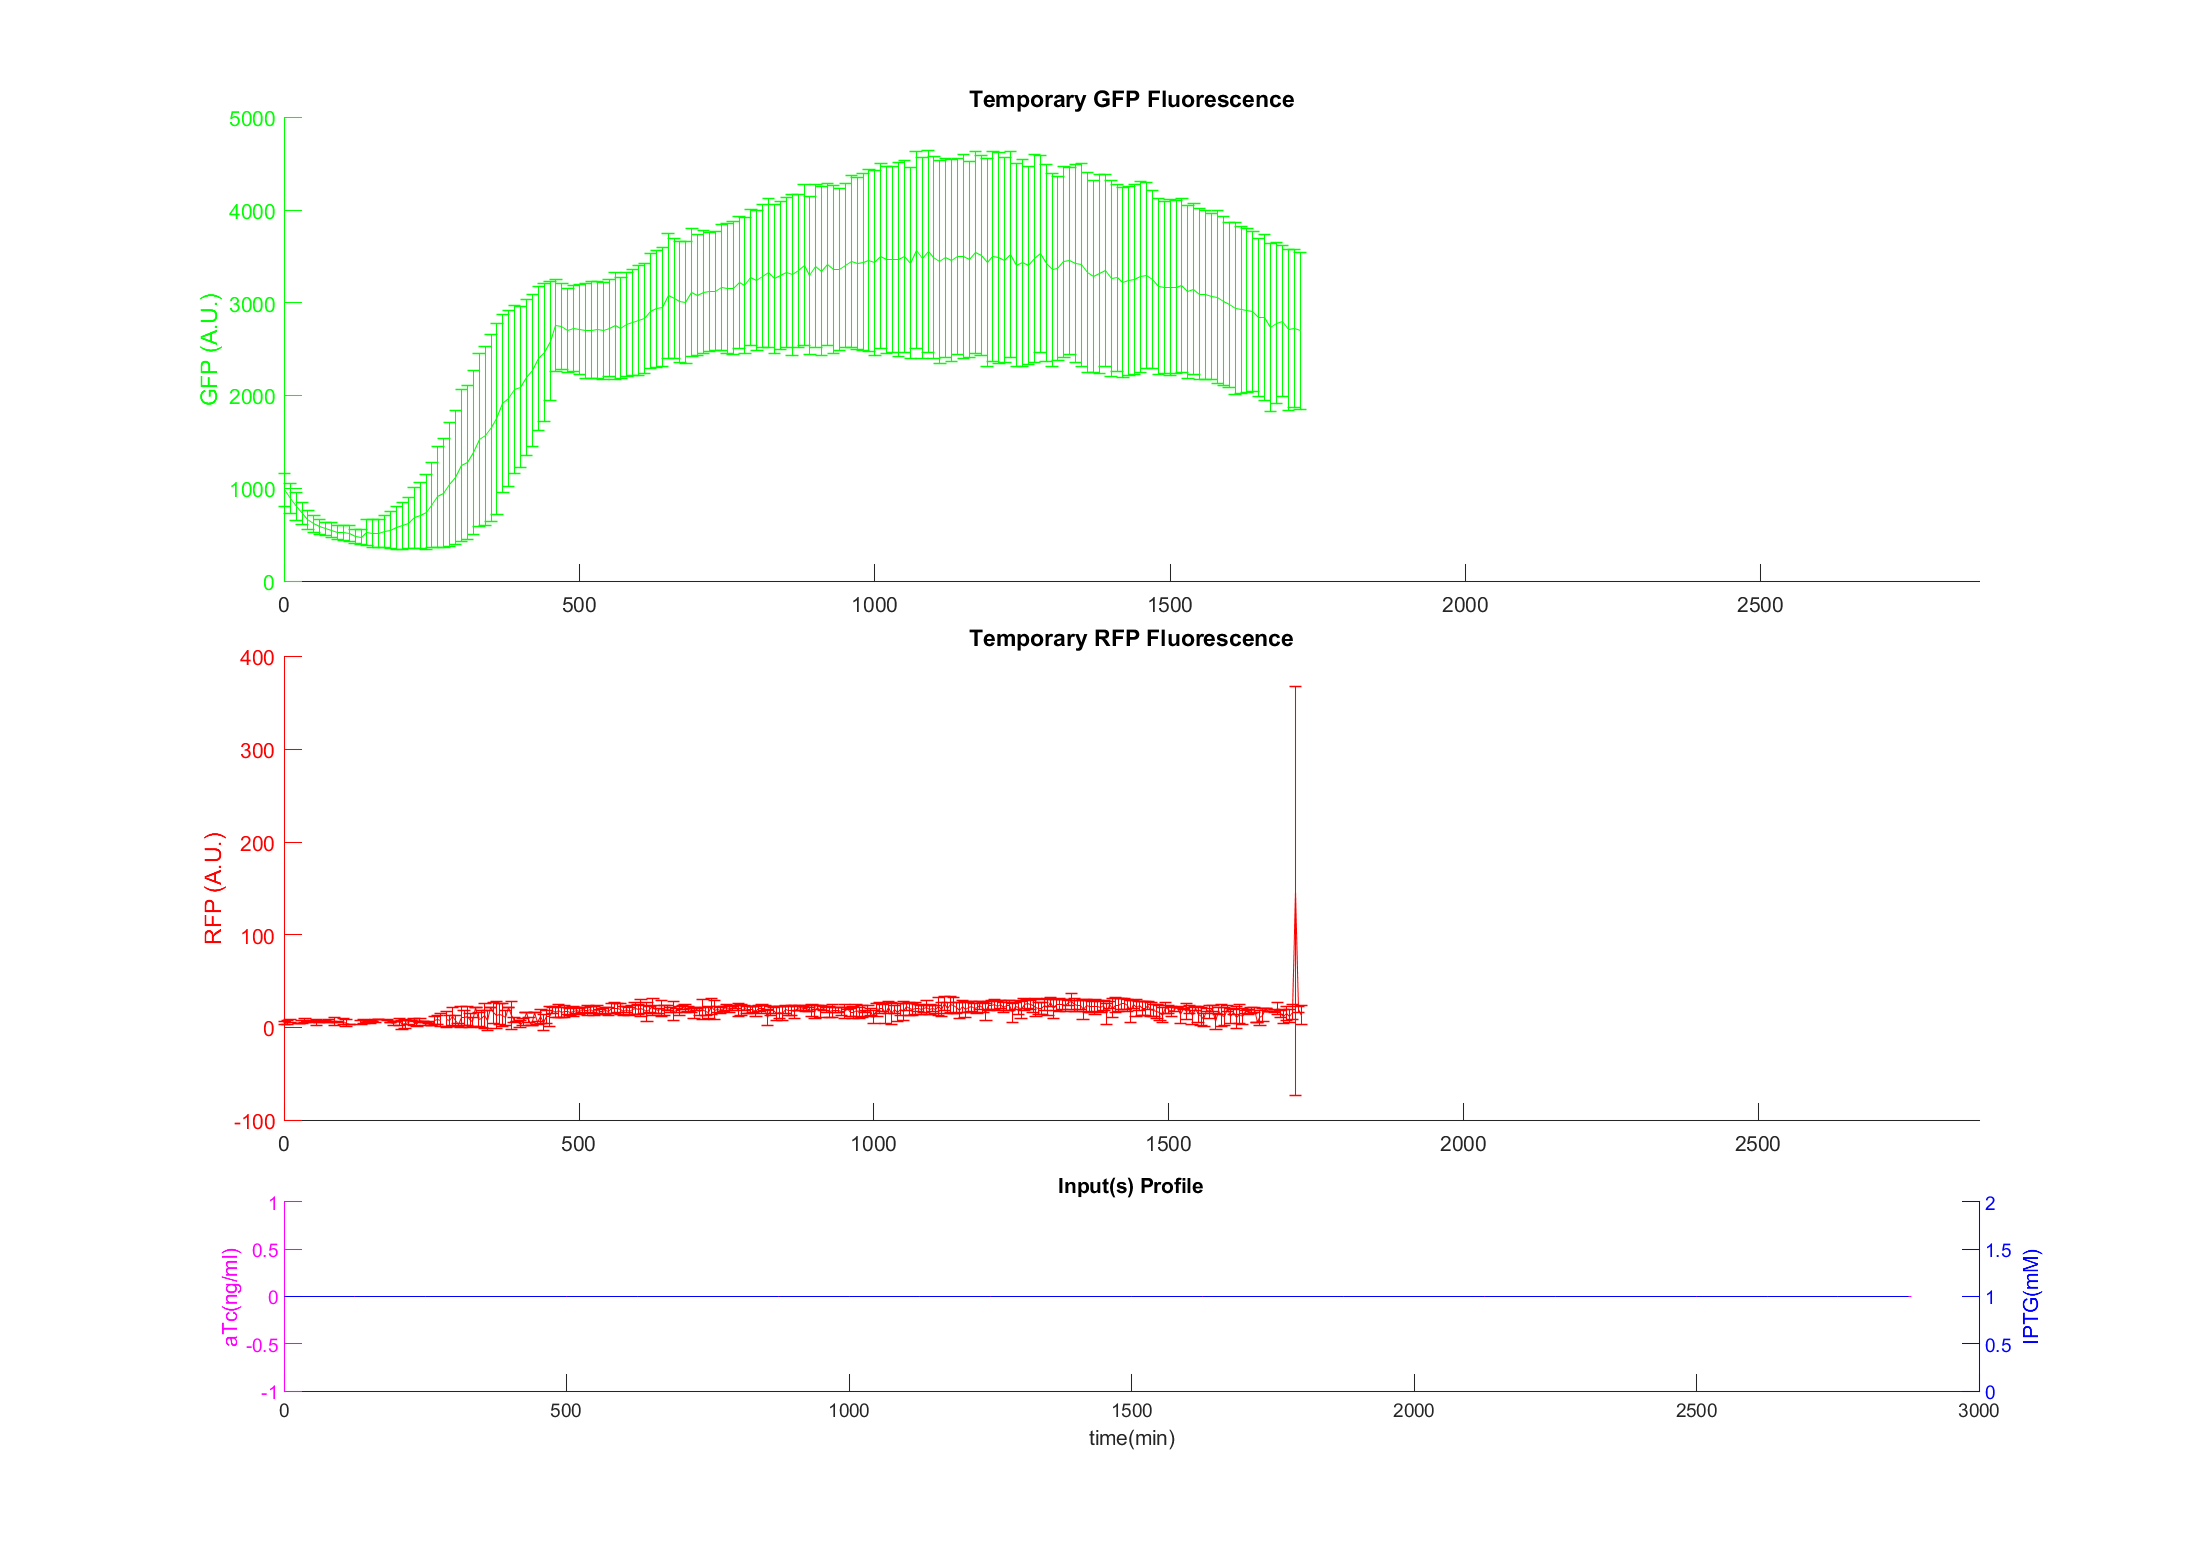 Temporary GFP Fluorescence
5000
4000
3000
2000
1000
0
GFP (A.U.)
0 500 1000 1500 2000 2500
Temporary RFP Fluorescence
400
300
200
100
0
-100
RFP (A.U.)
0 500 1000 1500 2000 2500
Input(s) Profile
1
0.5
0
-0.5
-1
aTc(ng/ml)
2
1.5
1
0.5
0
IPTG(mM)
0 500 1000 1500 2000 2500 3000
time(min)